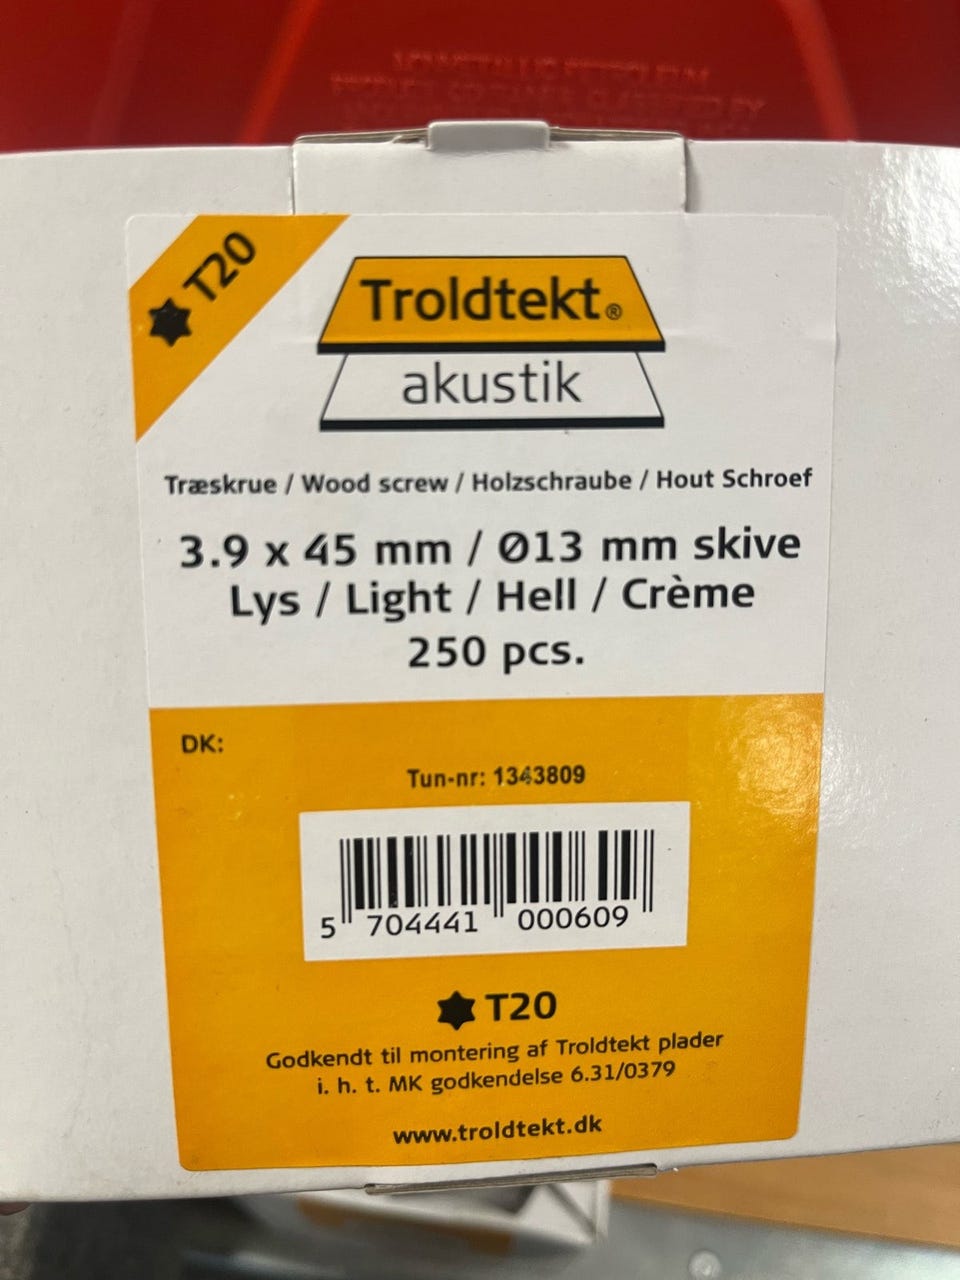 T20
Troldtekt®
akustik
Træskrue / Wood screw / Holzschraube / Hout Schroef
3.9 x 45 mm / Ø13 mm skive
Lys / Light / Hell / Crème
250 pcs.
DK:
Tun-nr: 1343809
5 704441 000609
T20
Godkendt til montering af Troldtekt plader
i. h. t. MK godkendelse 6.31/0379
www.troldtekt.dk